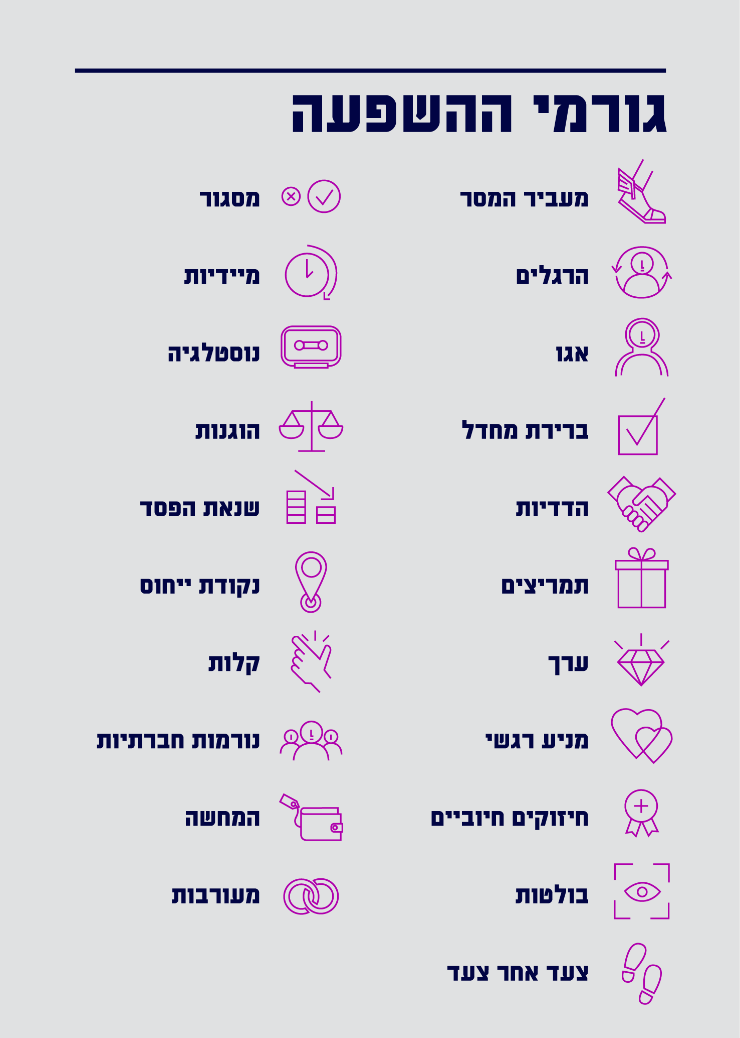 גורמי ההשפעה
מעביר המסר
הרגלים
אגו
ברירת מחדל
הדדיות
תמריצים
ערך
מניע רגשי
חיזוקים חיוביים
בולטות
צעד אחר צעד
מסגור
מיידיות
נוסטלגיה
הוגנות
שנאת הפסד
נקודת ייחוס
קלות
נורמות חברתיות
המחשה
מעורבות